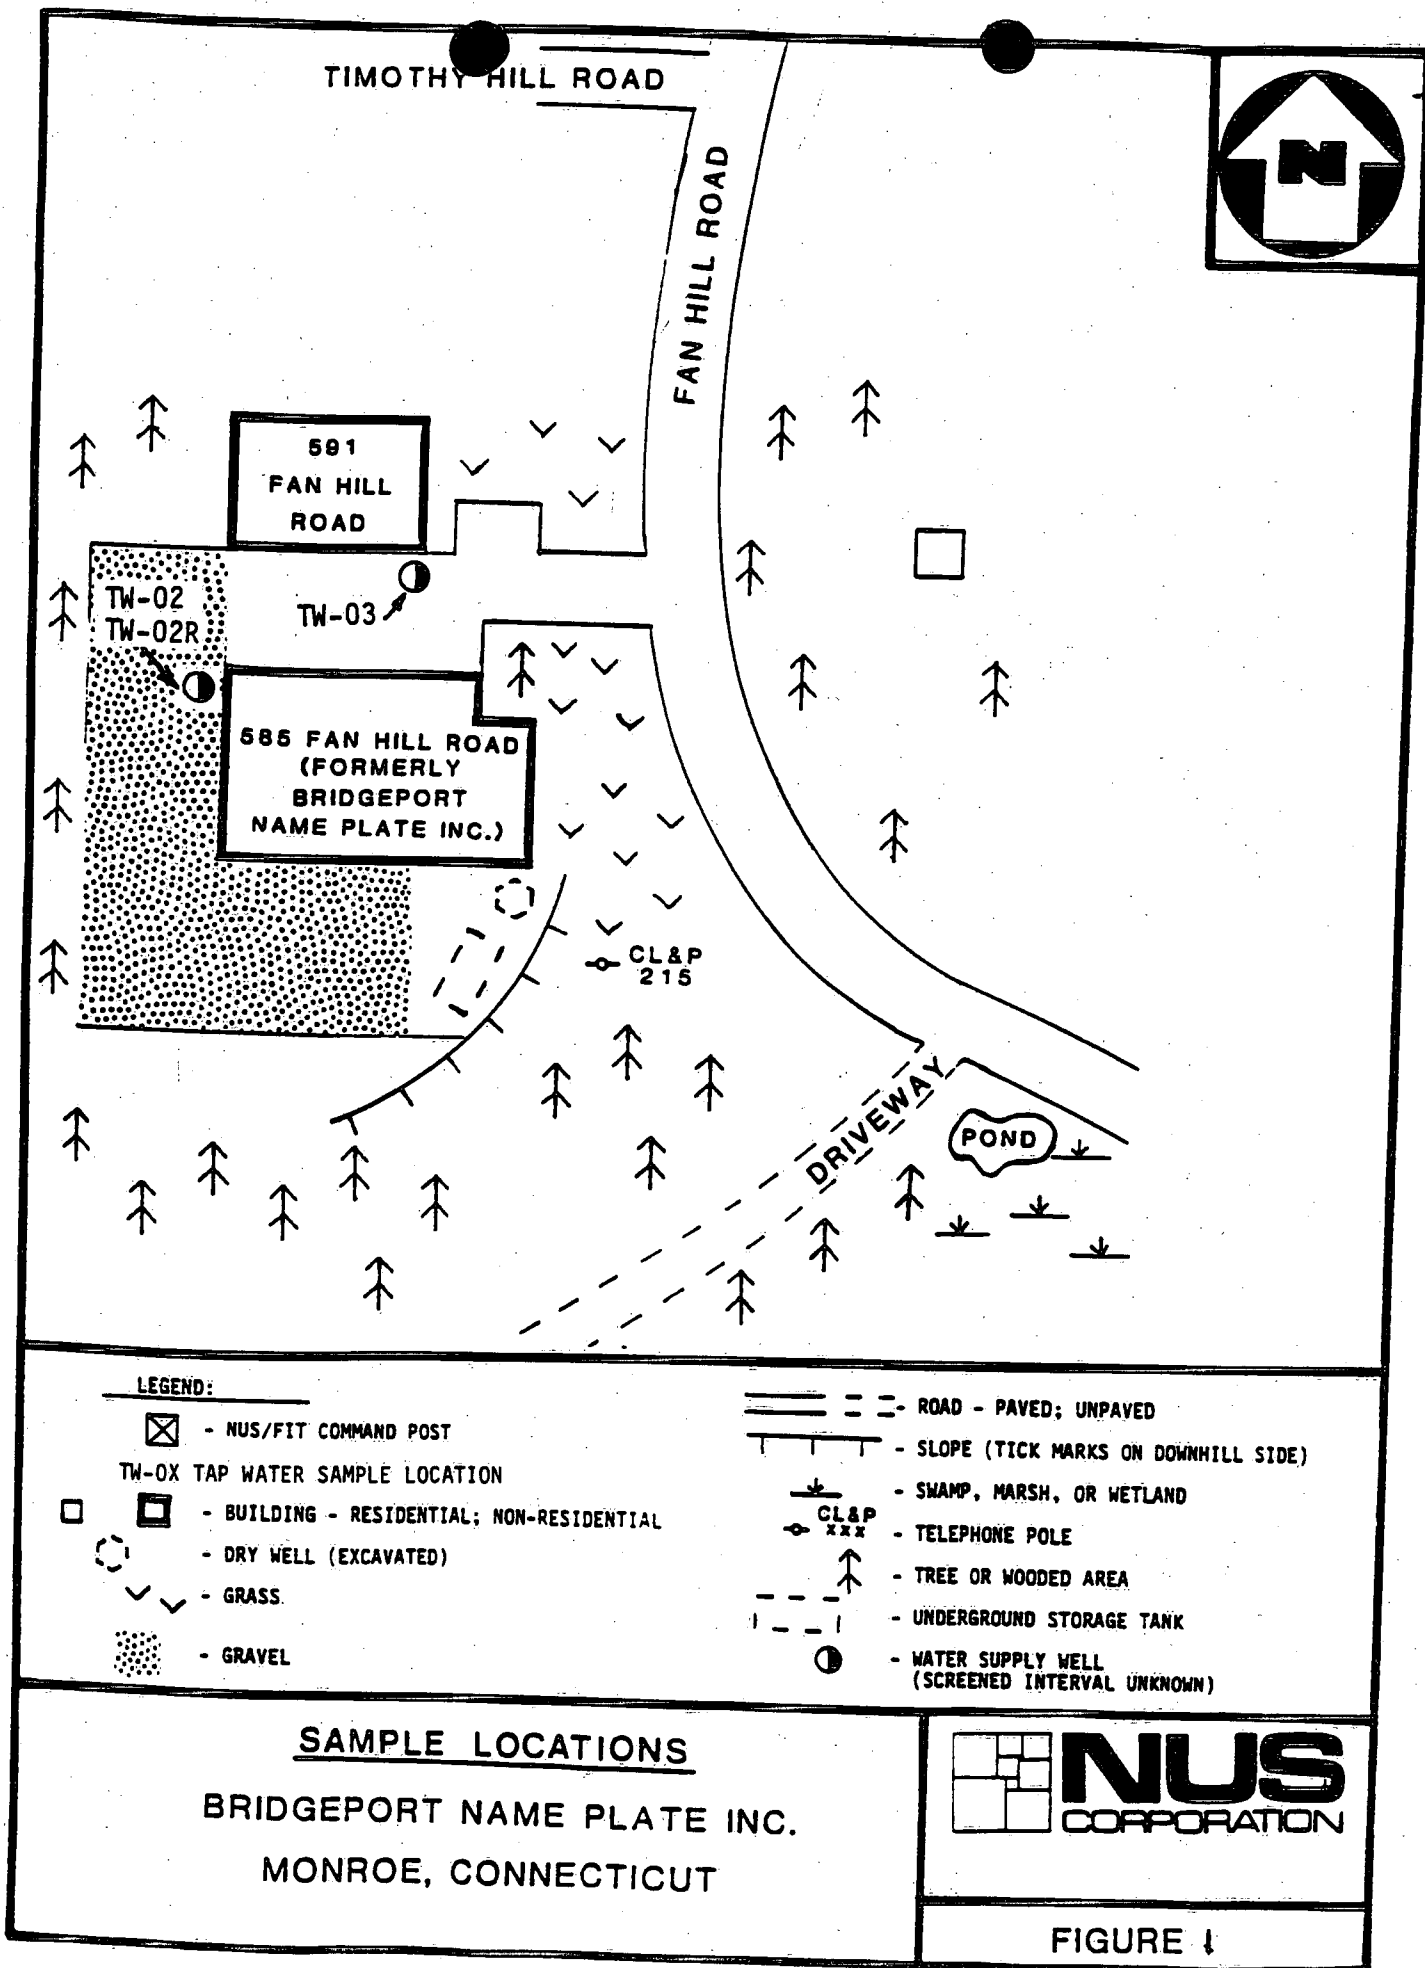 TIMOTHY HILL ROAD
N
FAN HILL ROAD
591
FAN HILL
ROAD
TW-02
TW-02R
TW-03
585 FAN HILL ROAD
(FORMERLY
BRIDGEPORT
NAME PLATE INC.)
CL&P
215
DRIVEWAY
POND
LEGEND:
- NUS/FIT COMMAND POST
TW-0X TAP WATER SAMPLE LOCATION
- BUILDING - RESIDENTIAL; NON-RESIDENTIAL
- DRY WELL (EXCAVATED)
- GRASS
- GRAVEL
- ROAD - PAVED; UNPAVED
- SLOPE (TICK MARKS ON DOWNHILL SIDE)
- SWAMP, MARSH, OR WETLAND
CL&P
xxx - TELEPHONE POLE
- TREE OR WOODED AREA
- UNDERGROUND STORAGE TANK
- WATER SUPPLY WELL
(SCREENED INTERVAL UNKNOWN)
SAMPLE LOCATIONS
BRIDGEPORT NAME PLATE INC.
MONROE, CONNECTICUT
NUS
CORPORATION
FIGURE 1